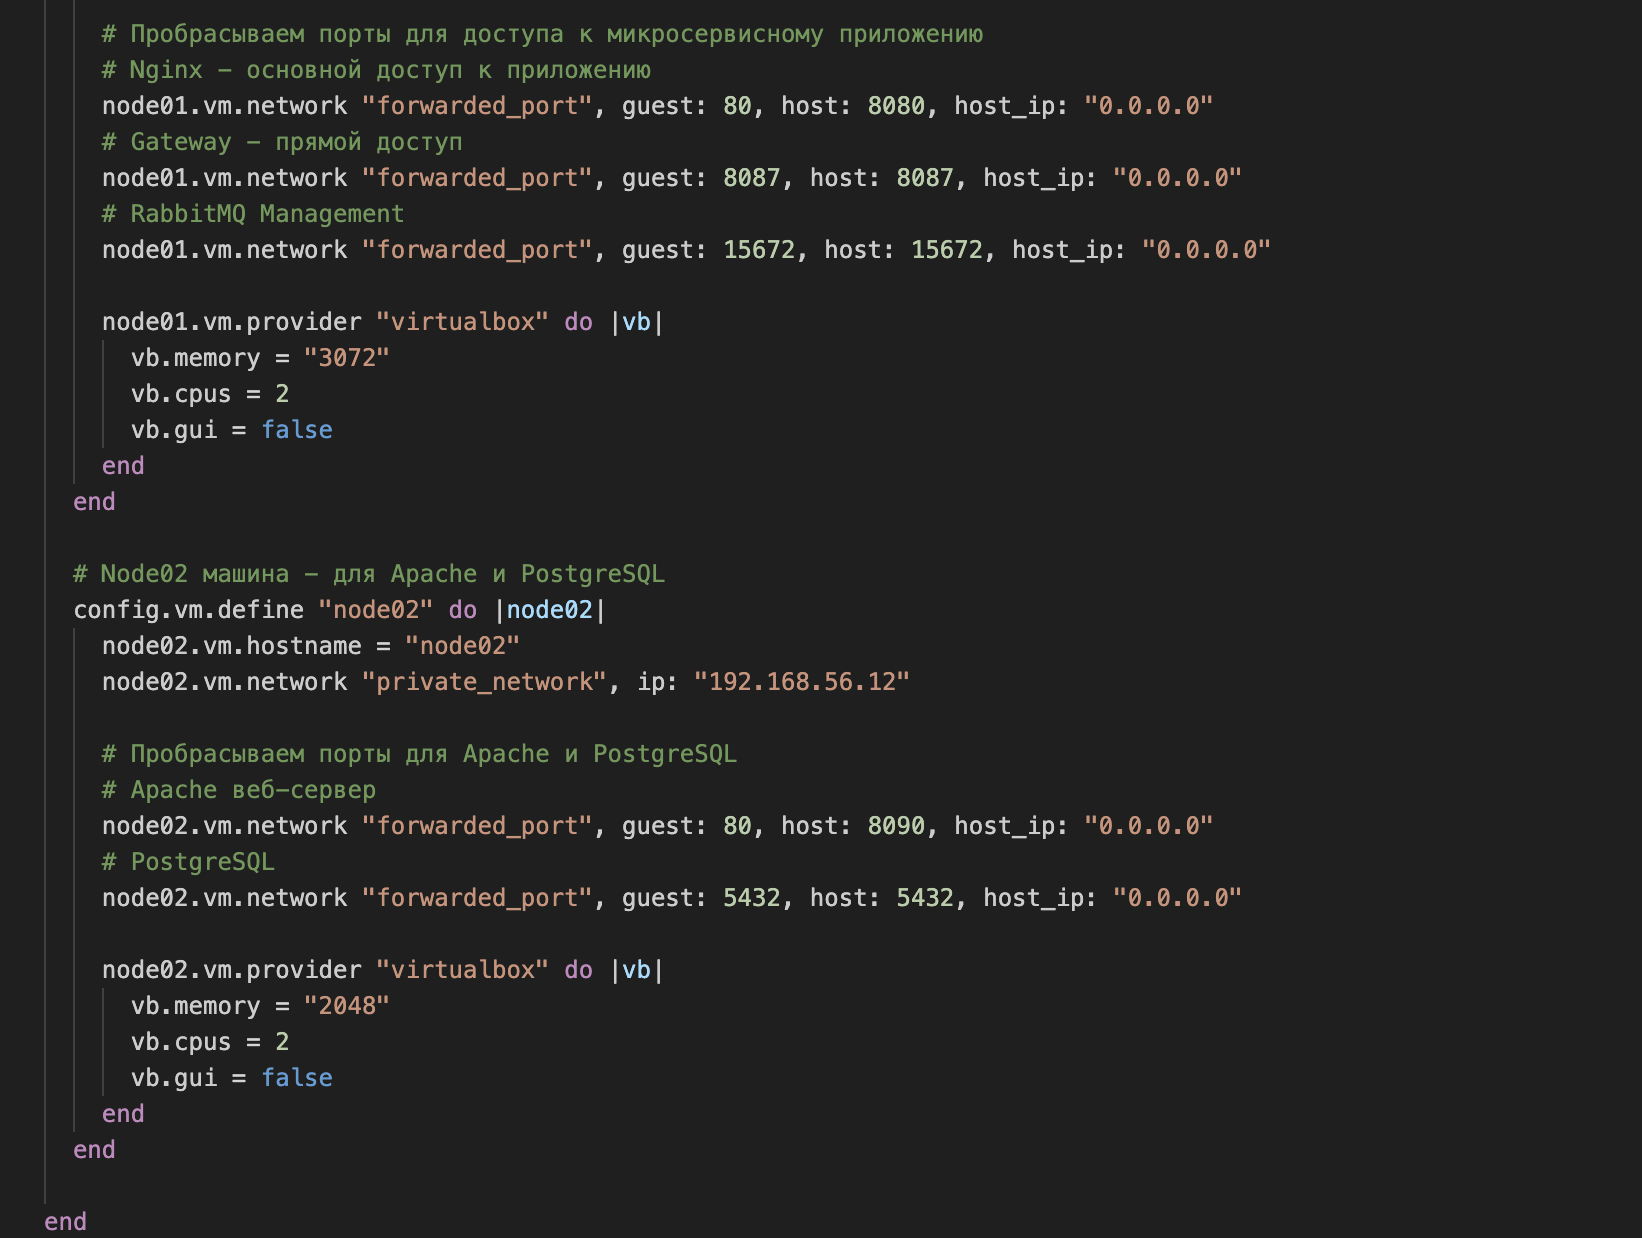 # Пробрасываем порты для доступа к микросервисному приложению
# Nginx – основной доступ к приложению
node01.vm.network "forwarded_port", guest: 80, host: 8080, host_ip: "0.0.0.0"
# Gateway – прямой доступ
node01.vm.network "forwarded_port", guest: 8087, host: 8087, host_ip: "0.0.0.0"
# RabbitMQ Management
node01.vm.network "forwarded_port", guest: 15672, host: 15672, host_ip: "0.0.0.0"
node01.vm.provider "virtualbox" do |vb|
vb.memory = "3072"
vb.cpus = 2
vb.gui = false
end
end
# Node02 машина – для Apache и PostgreSQL
config.vm.define "node02" do |node02|
node02.vm.hostname = "node02"
node02.vm.network "private_network", ip: "192.168.56.12"
# Пробрасываем порты для Apache и PostgreSQL
# Apache веб-сервер
node02.vm.network "forwarded_port", guest: 80, host: 8090, host_ip: "0.0.0.0"
# PostgreSQL
node02.vm.network "forwarded_port", guest: 5432, host: 5432, host_ip: "0.0.0.0"
node02.vm.provider "virtualbox" do |vb|
vb.memory = "2048"
vb.cpus = 2
vb.gui = false
end
end
end